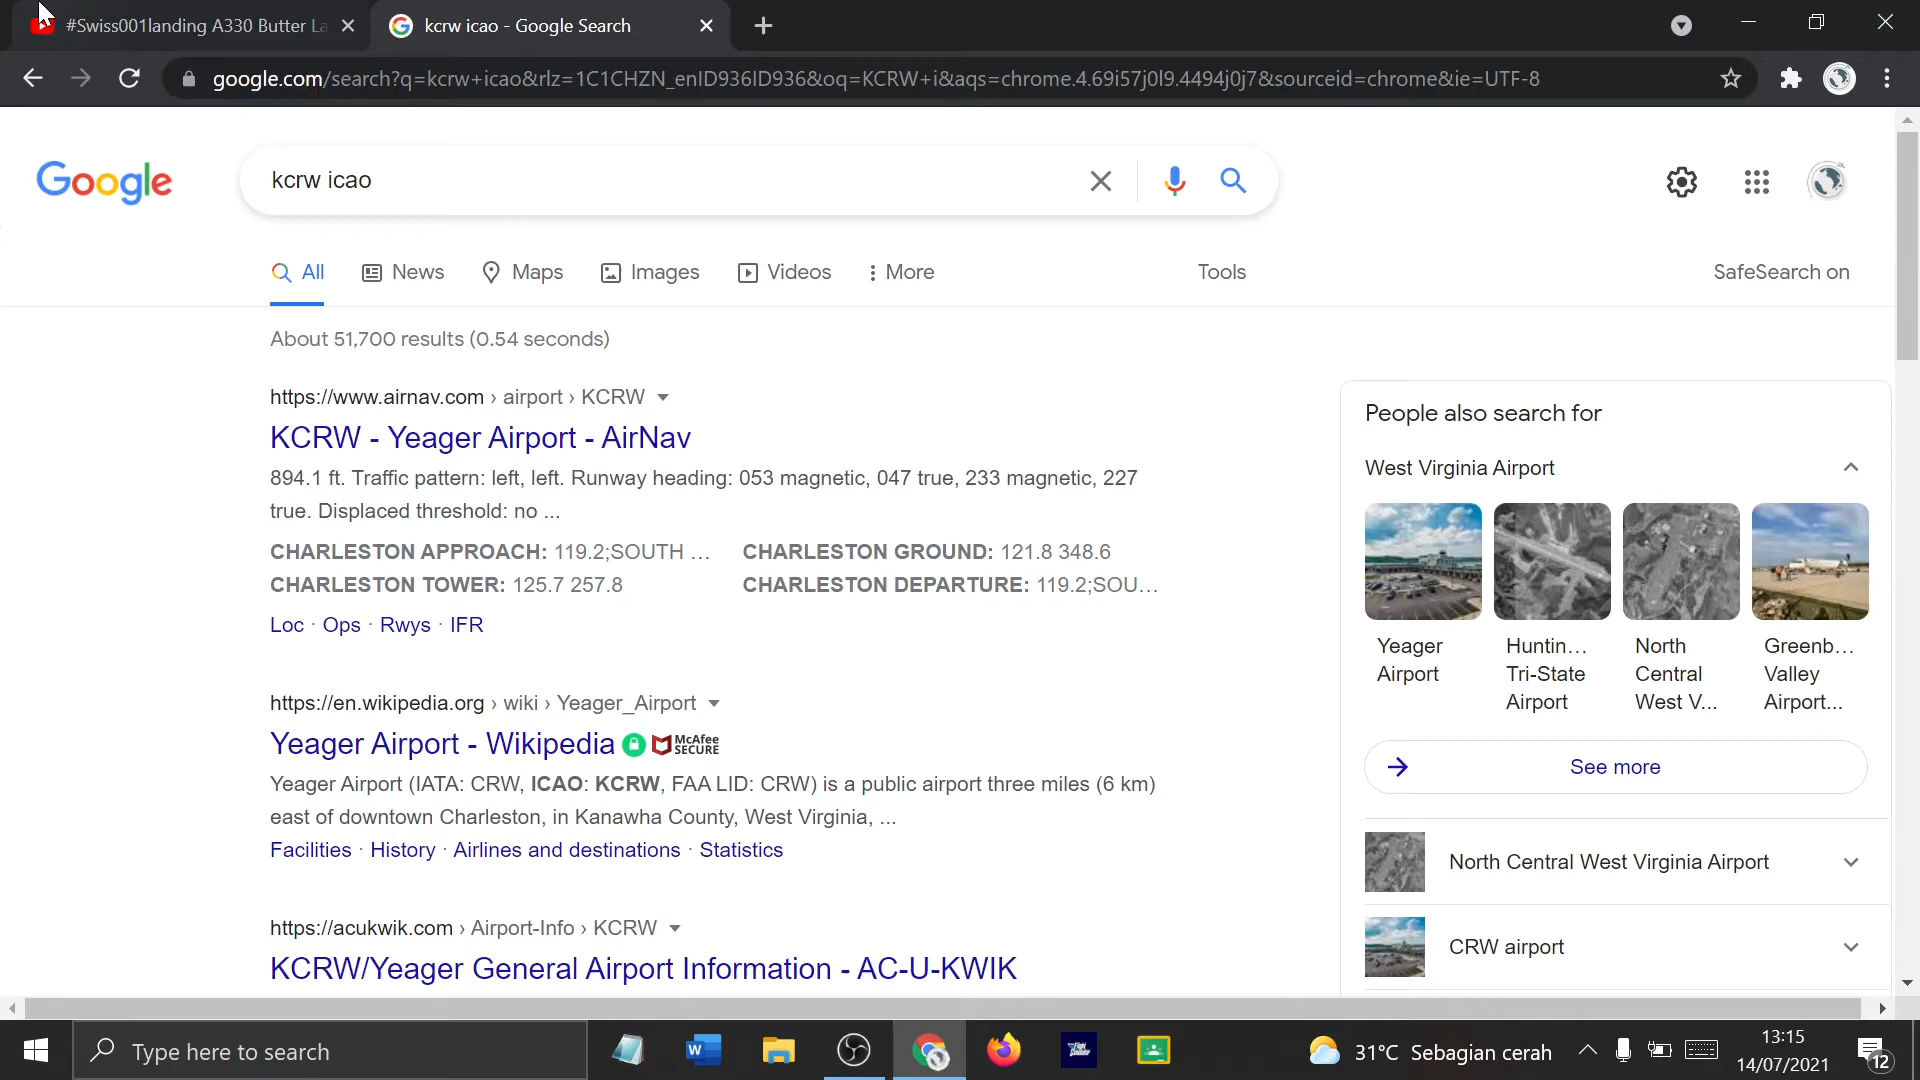 #Swiss001landing A330 Butter La
kcrw icao - Google Search
google.com/search?q=kcrw+icao&rlz=1C1CHZN_enID936ID936&oq=KCRW+i&aqs=chrome.4.69i57j0l9.4494j0j7&sourceid=chrome&ie=UTF-8
Google
kcrw icao
All News Maps Images Videos More Tools SafeSearch on
About 51,700 results (0.54 seconds)
https://www.airnav.com › airport › KCRW
KCRW - Yeager Airport - AirNav
894.1 ft. Traffic pattern: left, left. Runway heading: 053 magnetic, 047 true, 233 magnetic, 227
true. Displaced threshold: no ...
CHARLESTON APPROACH: 119.2;SOUTH ... CHARLESTON GROUND: 121.8 348.6
CHARLESTON TOWER: 125.7 257.8 CHARLESTON DEPARTURE: 119.2;SOU...
Loc · Ops · Rwys · IFR
https://en.wikipedia.org › wiki › Yeager_Airport
Yeager Airport - Wikipedia McAfee SECURE
Yeager Airport (IATA: CRW, ICAO: KCRW, FAA LID: CRW) is a public airport three miles (6 km)
east of downtown Charleston, in Kanawha County, West Virginia, ...
Facilities · History · Airlines and destinations · Statistics
https://acukwik.com › Airport-Info › KCRW
KCRW/Yeager General Airport Information - AC-U-KWIK
People also search for
West Virginia Airport
Yeager Airport
Huntin... Tri-State Airport
North Central West V...
Greenb... Valley Airport...
See more
North Central West Virginia Airport
CRW airport
Type here to search
31°C Sebagian cerah
13:15
14/07/2021
12